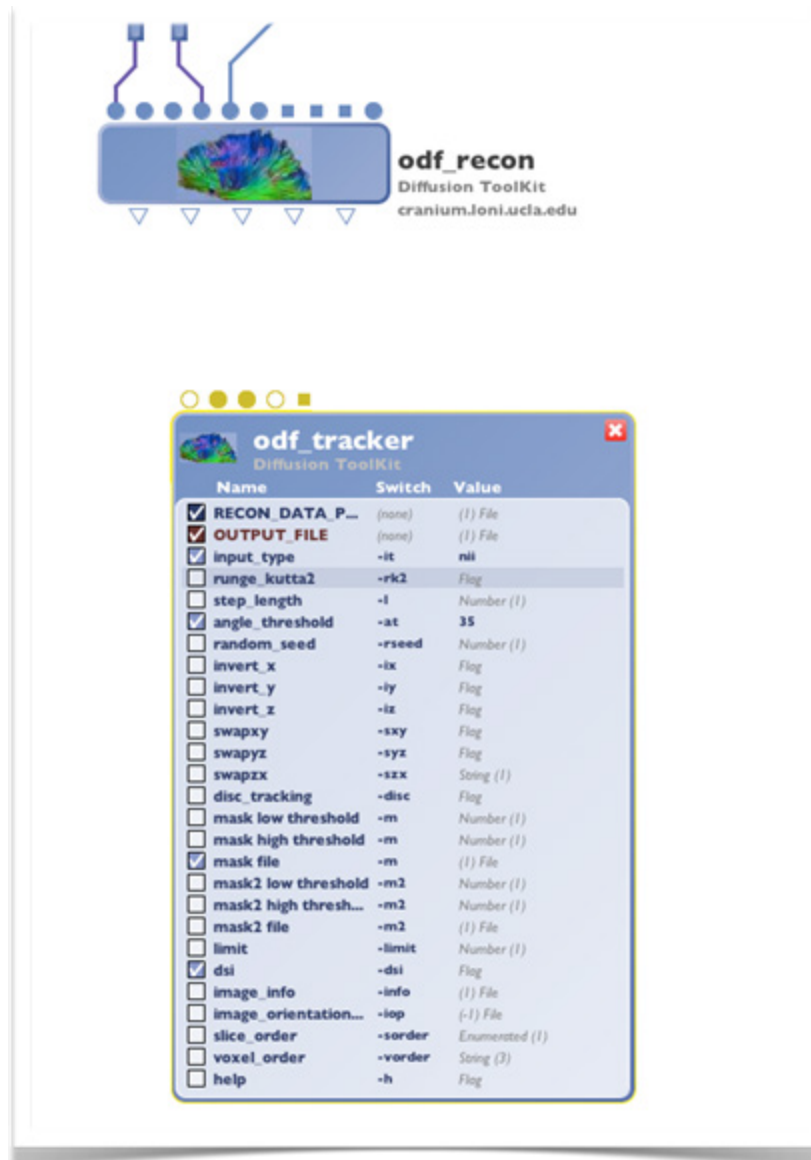 odf_recon
Diffusion ToolKit
cranium.loni.ucla.edu
odf_tracker
Diffusion ToolKit
Name Switch Value
RECON_DATA_P... (none) (1) File
OUTPUT_FILE (none) (1) File
input_type -it nii
runge_kutta2 -rk2 Flag
step_length -l Number (1)
angle_threshold -at 35
random_seed -rseed Number (1)
invert_x -ix Flag
invert_y -iy Flag
invert_z -iz Flag
swapxy -sxy Flag
swapyz -syz Flag
swapzx -szx String (1)
disc_tracking -disc Flag
mask low threshold -m Number (1)
mask high threshold -m Number (1)
mask file -m (1) File
mask2 low threshold -m2 Number (1)
mask2 high thresh... -m2 Number (1)
mask2 file -m2 (1) File
limit -limit Number (1)
dsi -dsi Flag
image_info -info (1) File
image_orientation... -iop (-1) File
slice_order -sorder Enumerated (1)
voxel_order -vorder String (3)
help -h Flag